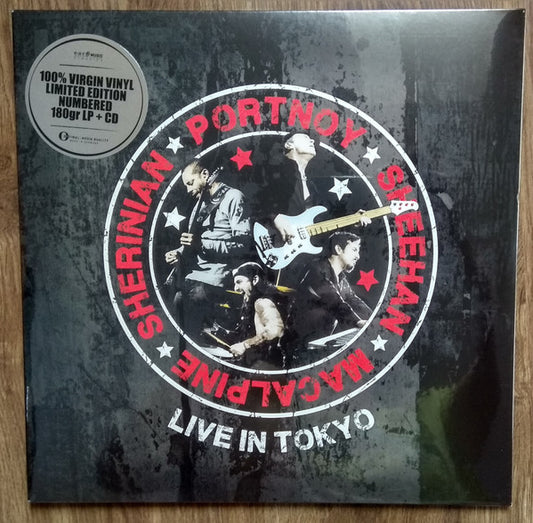 100% VIRGIN VINYL
LIMITED EDITION
NUMBERED
180gr LP + CD
PORTNOY
SHEEHAN
MACALPINE
SHERINIAN
LIVE IN TOKYO